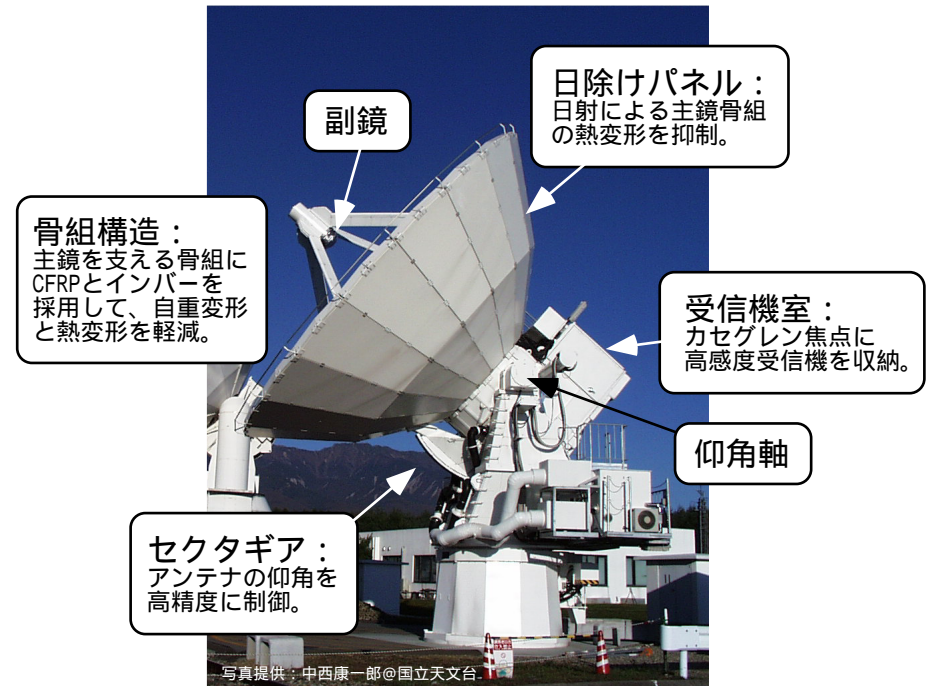 副鏡
日除けパネル：
日射による主鏡骨組
の熱変形を抑制。
骨組構造：
主鏡を支える骨組に
CFRPとインバーを
採用して、自重変形
と熱変形を軽減。
受信機室：
カセグレン焦点に
高感度受信機を収納。
仰角軸
セクタギア：
アンテナの仰角を
高精度に制御。
写真提供：中西康一郎@国立天文台